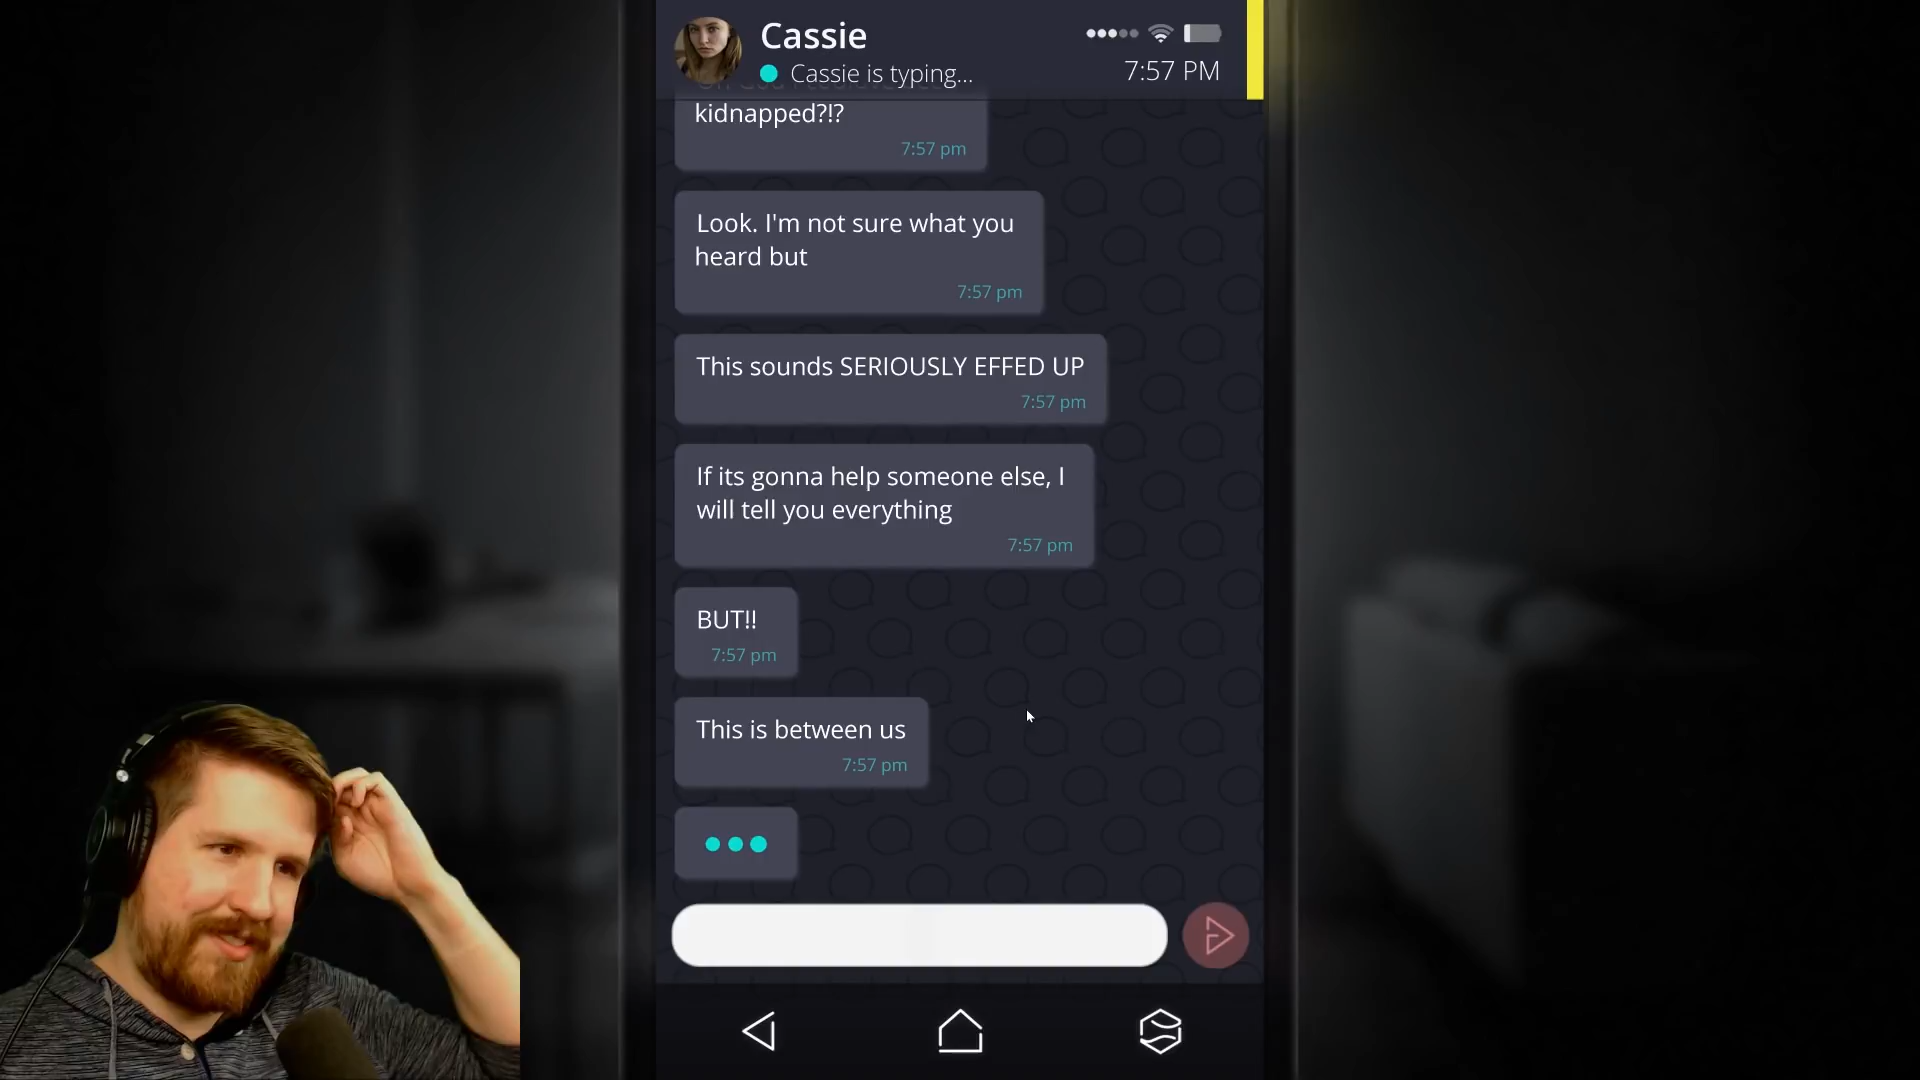 Cassie
Cassie is typing...
7:57 PM
kidnapped?!?
7:57 pm
Look. I'm not sure what you
heard but
7:57 pm
This sounds SERIOUSLY EFFED UP
7:57 pm
If its gonna help someone else, I
will tell you everything
7:57 pm
BUT!!
7:57 pm
This is between us
7:57 pm